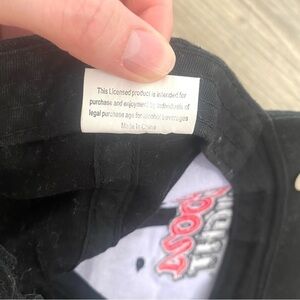 This Licensed product is intended for
purchase and enjoyment by individuals of
legal purchase age for alcohol beverages
Made in China